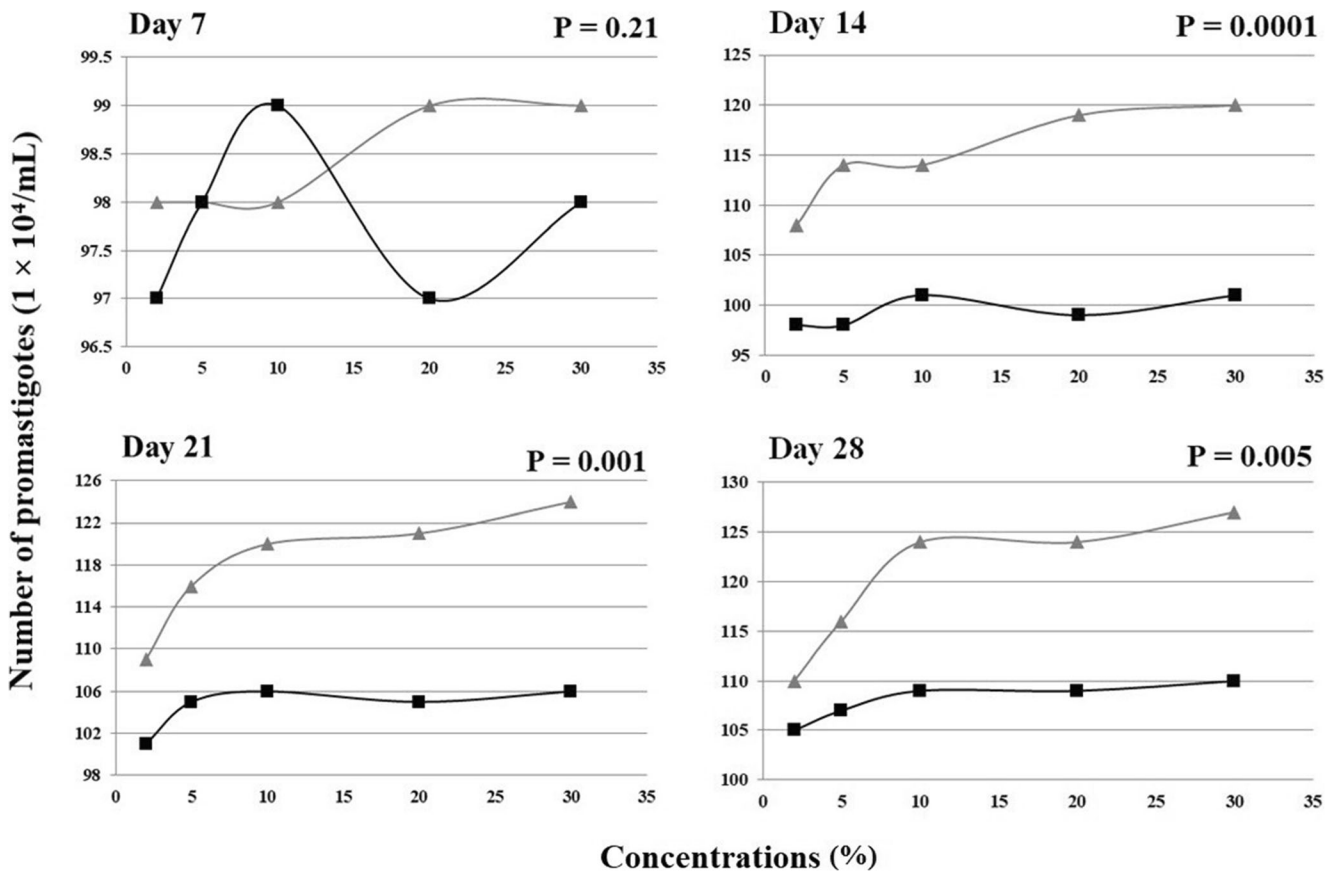 Day 7
P = 0.21
99.5
99
98.5
98
97.5
97
96.5
0 5 10 15 20 25 30 35
Day 14
P = 0.0001
125
120
115
110
105
100
95
0 5 10 15 20 25 30 35
Number of promastigotes (1 × 10⁴/mL)
Day 21
P = 0.001
126
122
118
114
110
106
102
98
0 5 10 15 20 25 30 35
Day 28
P = 0.005
130
125
120
115
110
105
100
0 5 10 15 20 25 30 35
Concentrations (%)